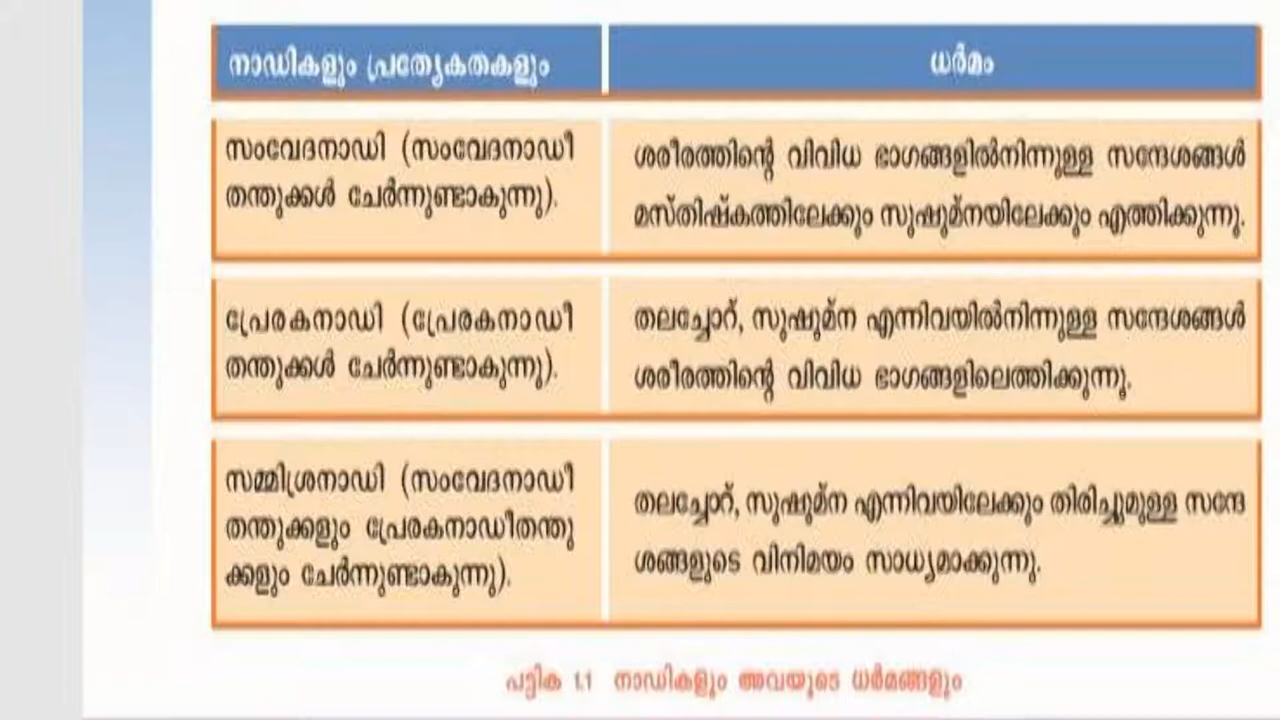 നാഡികളും പ്രത്യേകതകളും
ധർമം
സംവേദനാഡി (സംവേദനാഡീ
തന്തുക്കൾ ചേർന്നുണ്ടാകുന്നു).
ശരീരത്തിന്റെ വിവിധ ഭാഗങ്ങളിൽനിന്നുള്ള സന്ദേശങ്ങൾ
മസ്തിഷ്കത്തിലേക്കും സുഷുമ്നയിലേക്കും എത്തിക്കുന്നു.
പ്രേരകനാഡി (പ്രേരകനാഡീ
തന്തുക്കൾ ചേർന്നുണ്ടാകുന്നു).
തലച്ചോറ്, സുഷുമ്ന എന്നിവയിൽനിന്നുള്ള സന്ദേശങ്ങൾ
ശരീരത്തിന്റെ വിവിധ ഭാഗങ്ങളിലെത്തിക്കുന്നു.
സമ്മിശ്രനാഡി (സംവേദനാഡീ
തന്തുക്കളും പ്രേരകനാഡീതന്തു
ക്കളും ചേർന്നുണ്ടാകുന്നു).
തലച്ചോറ്, സുഷുമ്ന എന്നിവയിലേക്കും തിരിച്ചുമുള്ള സന്ദേ
ശങ്ങളുടെ വിനിമയം സാധ്യമാക്കുന്നു.
പട്ടിക 1.1 നാഡികളും അവയുടെ ധർമങ്ങളും